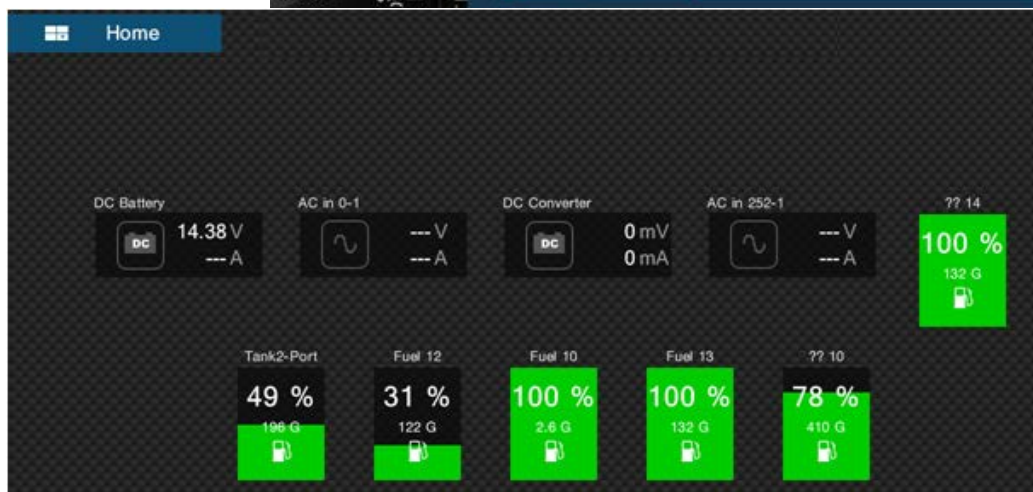 Home
DC Battery
14.38 V
--- A
AC in 0-1
--- V
--- A
DC Converter
0 mV
0 mA
AC in 252-1
--- V
--- A
?? 14
100 %
132 G
Tank2-Port
49 %
196 G
Fuel 12
31 %
122 G
Fuel 10
100 %
2.6 G
Fuel 13
100 %
132 G
?? 10
78 %
410 G
DC
DC